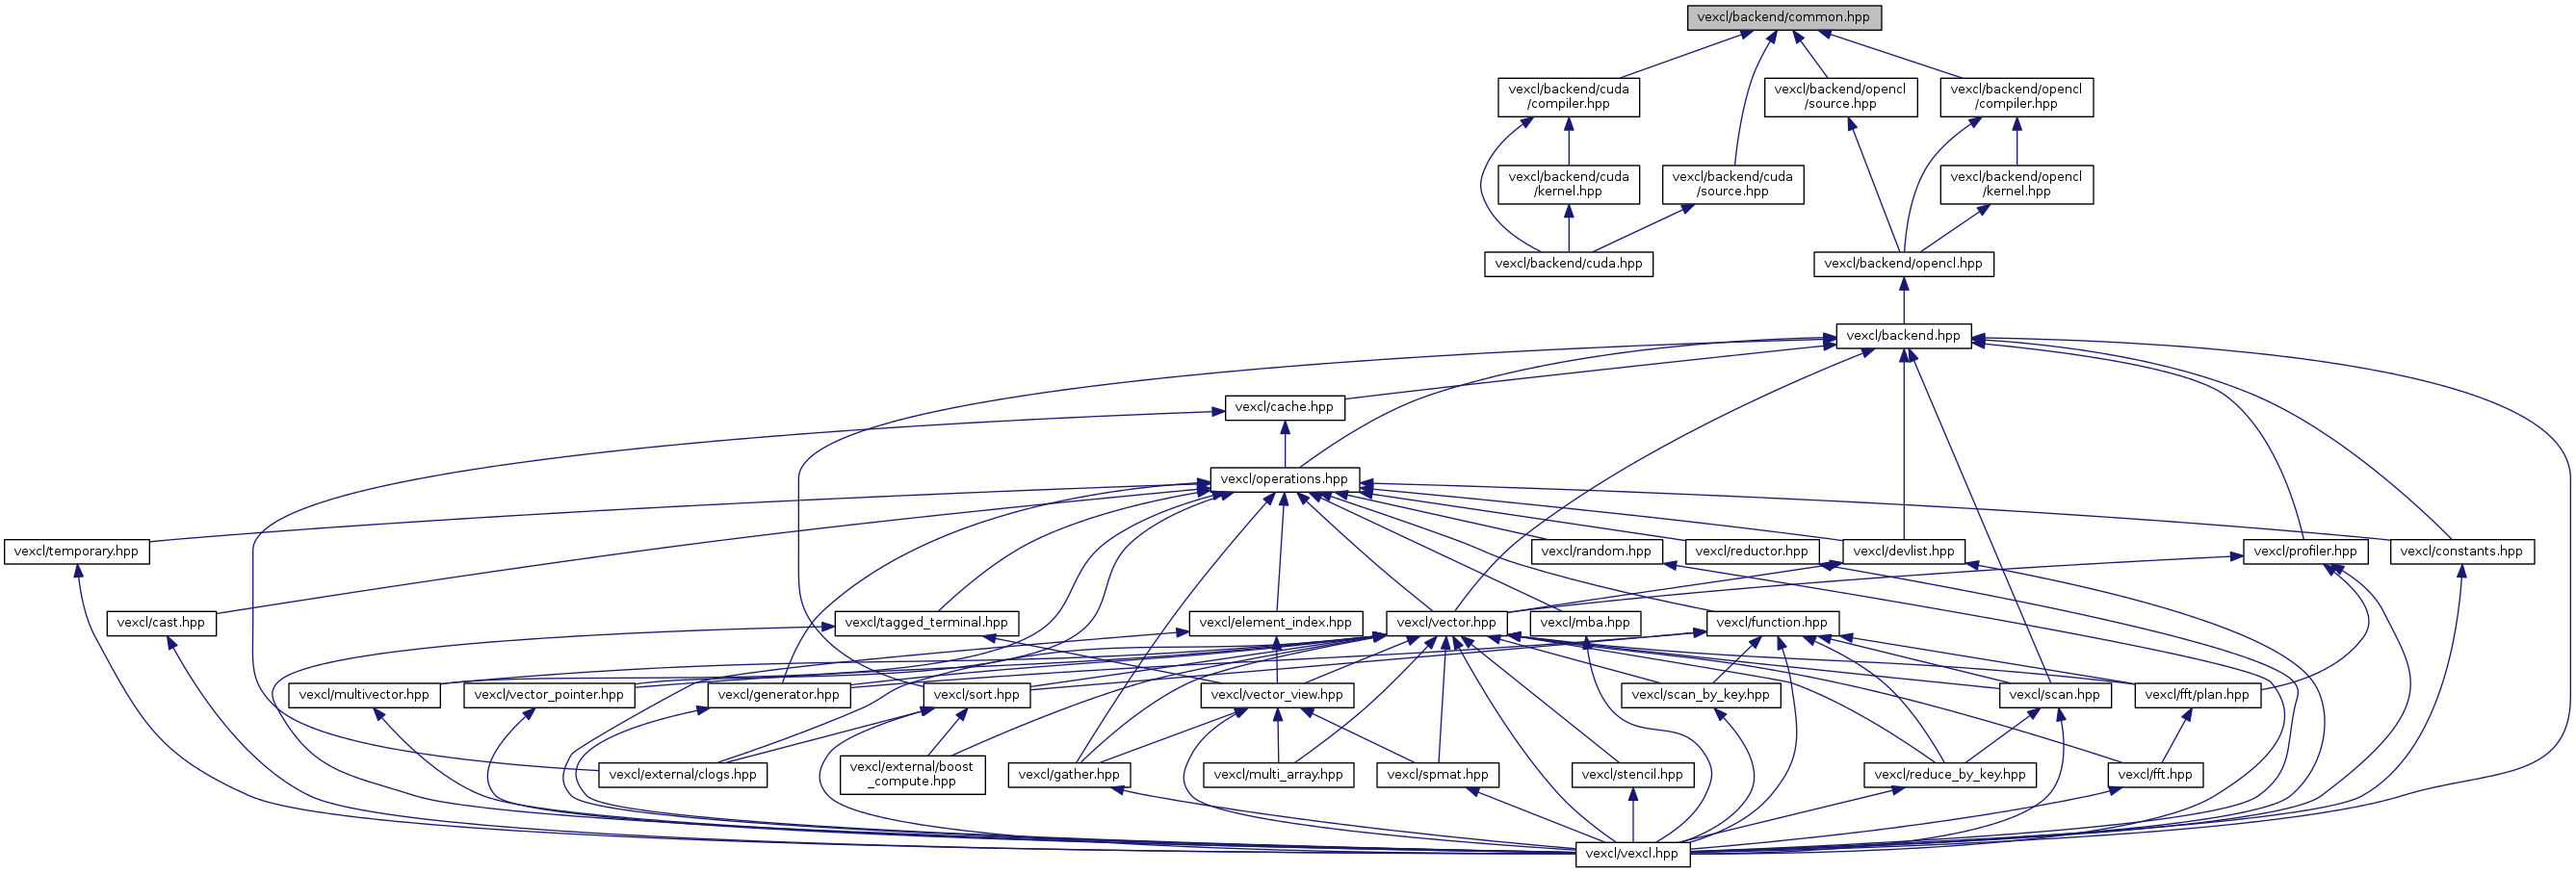 vexcl/backend/common.hpp
vexcl/backend/cuda
/compiler.hpp
vexcl/backend/opencl
/source.hpp
vexcl/backend/opencl
/compiler.hpp
vexcl/backend/cuda
/kernel.hpp
vexcl/backend/cuda
/source.hpp
vexcl/backend/opencl
/kernel.hpp
vexcl/backend/cuda.hpp
vexcl/backend/opencl.hpp
vexcl/backend.hpp
vexcl/cache.hpp
vexcl/operations.hpp
vexcl/temporary.hpp
vexcl/random.hpp
vexcl/reductor.hpp
vexcl/devlist.hpp
vexcl/profiler.hpp
vexcl/constants.hpp
vexcl/cast.hpp
vexcl/tagged_terminal.hpp
vexcl/element_index.hpp
vexcl/vector.hpp
vexcl/mba.hpp
vexcl/function.hpp
vexcl/multivector.hpp
vexcl/vector_pointer.hpp
vexcl/generator.hpp
vexcl/sort.hpp
vexcl/vector_view.hpp
vexcl/scan_by_key.hpp
vexcl/scan.hpp
vexcl/fft/plan.hpp
vexcl/external/clogs.hpp
vexcl/external/boost
_compute.hpp
vexcl/gather.hpp
vexcl/multi_array.hpp
vexcl/spmat.hpp
vexcl/stencil.hpp
vexcl/reduce_by_key.hpp
vexcl/fft.hpp
vexcl/vexcl.hpp